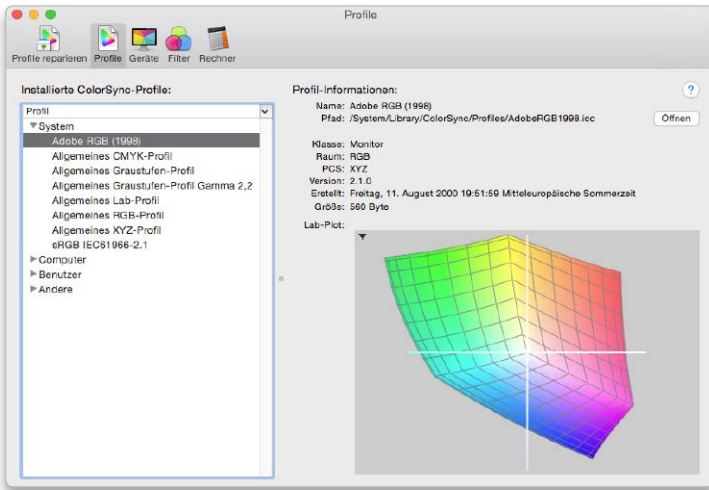 Profile
Profile reparieren Profile Geräte Filter Rechner
Installierte ColorSync-Profile:
Profil
System
Adobe RGB (1998)
Allgemeines CMYK-Profil
Allgemeines Graustufen-Profil
Allgemeines Graustufen-Profil Gamma 2,2
Allgemeines Lab-Profil
Allgemeines RGB-Profil
Allgemeines XYZ-Profil
sRGB IEC61966-2.1
Computer
Benutzer
Andere
Profil-Informationen:
?
Name: Adobe RGB (1998)
Pfad: /System/Library/ColorSync/Profiles/AdobeRGB1998.icc
Öffnen
Klasse: Monitor
Raum: RGB
PCS: XYZ
Version: 2.1.0
Erstellt: Freitag, 11. August 2000 19:51:59 Mitteleuropäische Sommerzeit
Größe: 560 Byte
Lab-Plot: